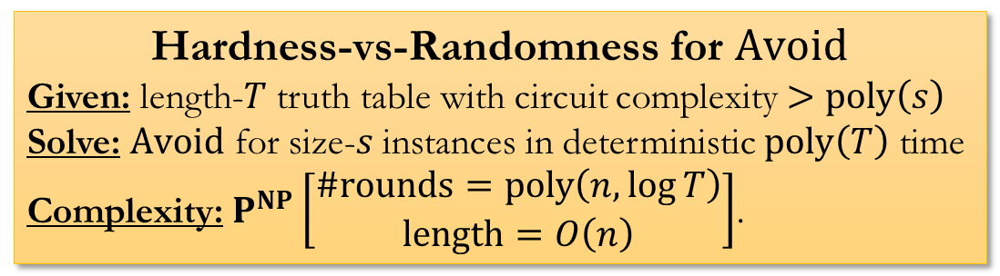 Hardness-vs-Randomness for Avoid
Given: length-𝑇 truth table with circuit complexity > poly(𝑠)
Solve: Avoid for size-𝑠 instances in deterministic poly(𝑇) time
Complexity: 𝐏^𝐍𝐏 [#rounds = poly(𝑛, log 𝑇)
length = 𝑂(𝑛)].